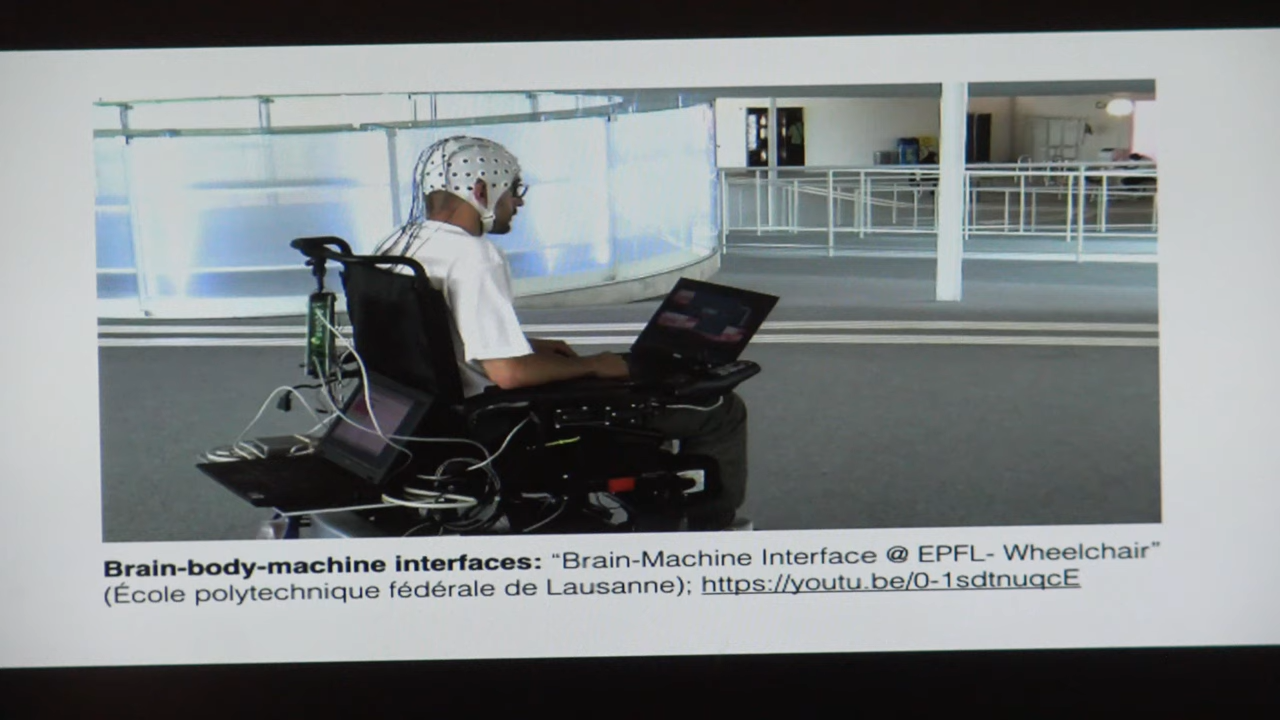 Brain-body-machine interfaces: “Brain-Machine Interface @ EPFL- Wheelchair”
(École polytechnique fédérale de Lausanne); https://youtu.be/0-1sdtnuqcE